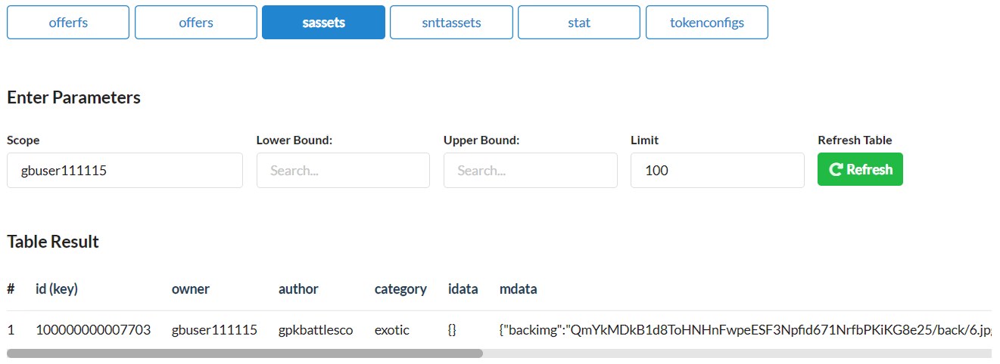 offerfs offers sassets snttassets stat tokenconfigs
Enter Parameters
Scope Lower Bound: Upper Bound: Limit Refresh Table
gbuser111115 Search... Search... 100 Refresh
Table Result
# id (key) owner author category idata mdata
1 100000000007703 gbuser111115 gpkbattlesco exotic {} {"backimg":"QmYkMDkB1d8ToHNHnFwpeESF3Npfid671NrfbPKiKG8e25/back/6.jpg